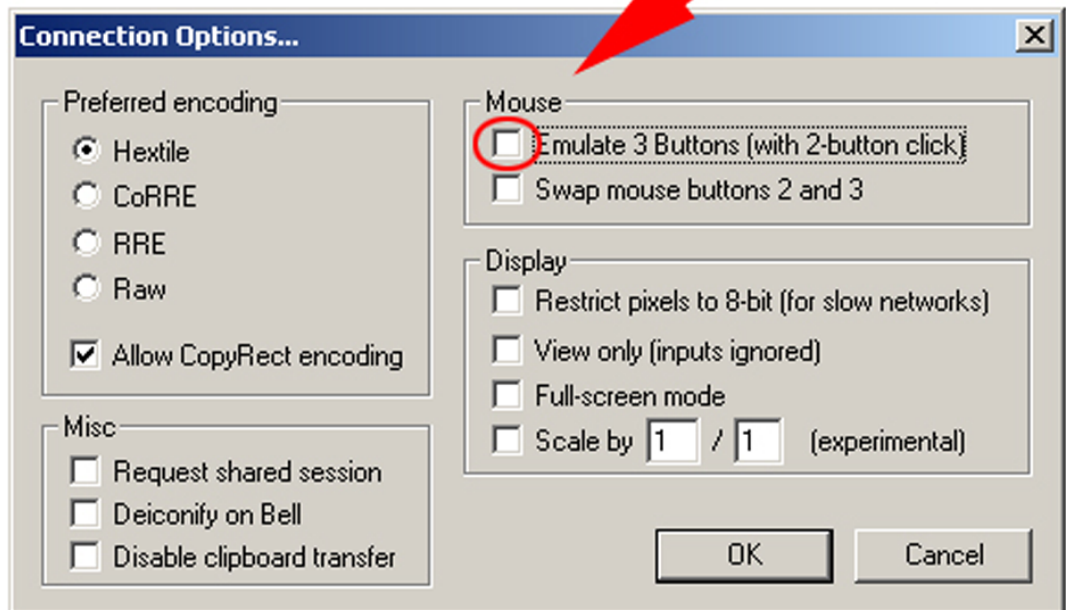 Connection Options...
Preferred encoding
Hextile
CoRRE
RRE
Raw
Allow CopyRect encoding
Misc
Request shared session
Deiconify on Bell
Disable clipboard transfer
Mouse
Emulate 3 Buttons (with 2-button click)
Swap mouse buttons 2 and 3
Display
Restrict pixels to 8-bit (for slow networks)
View only (inputs ignored)
Full-screen mode
Scale by 1 / 1 (experimental)
OK
Cancel